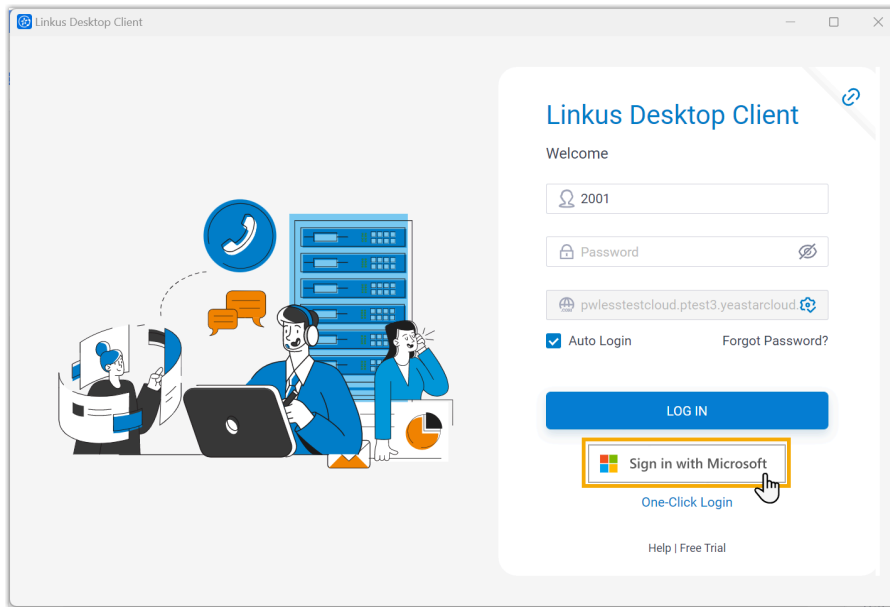 Linkus Desktop Client
Linkus Desktop Client
Welcome
2001
Password
pwlesstestcloud.ptest3.yeastarcloud.
Auto Login
Forgot Password?
LOG IN
Sign in with Microsoft
One-Click Login
Help | Free Trial